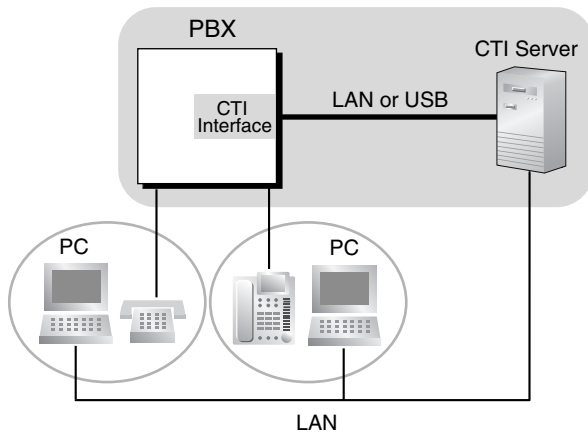 PBX
CTI Server
CTI
Interface
LAN or USB
PC
PC
LAN